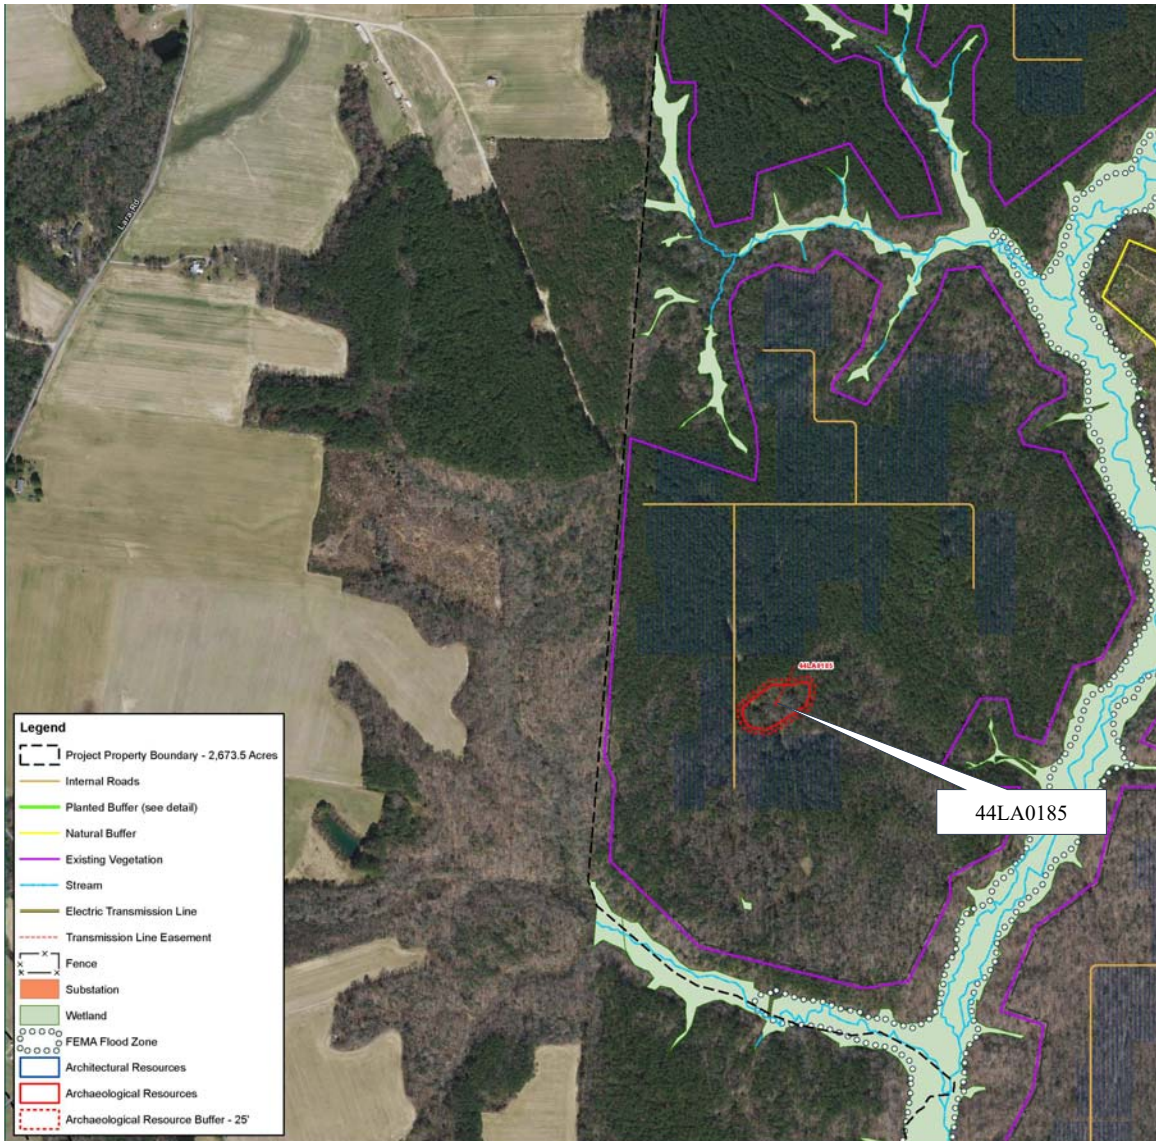 Lara Rd
44LA0185
44LA0185
Legend
Project Property Boundary - 2,673.5 Acres
Internal Roads
Planted Buffer (see detail)
Natural Buffer
Existing Vegetation
Stream
Electric Transmission Line
Transmission Line Easement
Fence
Substation
Wetland
FEMA Flood Zone
Architectural Resources
Archaeological Resources
Archaeological Resource Buffer - 25'